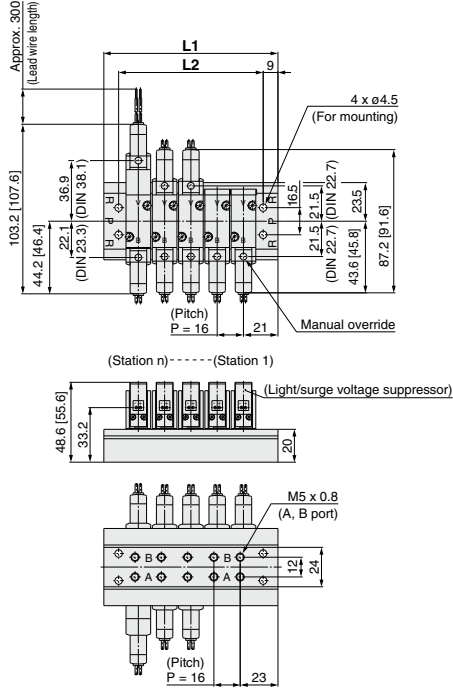 L1
L2
9
Approx. 300
(Lead wire length)
4 x ø4.5
(For mounting)
103.2 [107.6]
44.2 [46.4]
36.9
(DIN 38.1)
22.1
(DIN 23.3)
R
P
R
R
P
R
V
V
V
V
V
B
B
B
B
B
16.5
21.5
(DIN 22.7)
23.5
21.5
(DIN 22.7)
43.6 [45.8]
87.2 [91.6]
(Pitch)
P = 16
21
Manual override
(Station n)------(Station 1)
(Light/surge voltage suppressor)
48.6 [55.6]
33.2
20
M5 x 0.8
(A, B port)
B
B
A
A
12
24
(Pitch)
P = 16
23